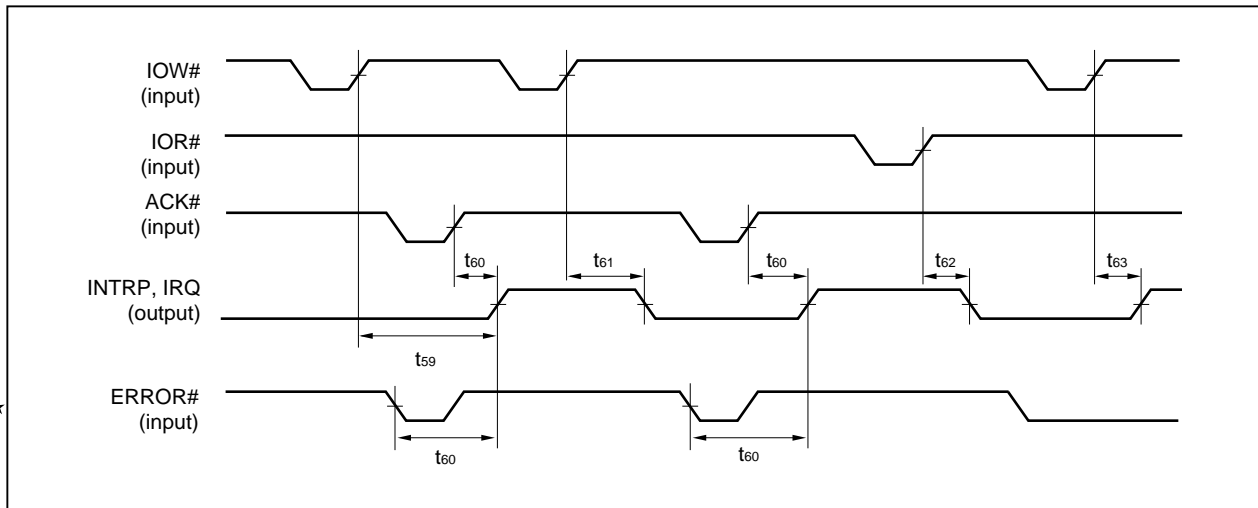 IOW#
(input)
IOR#
(input)
ACK#
(input)
t60 t61 t60 t62 t63
INTRP, IRQ
(output)
t59
ERROR#
(input)
t60 t60